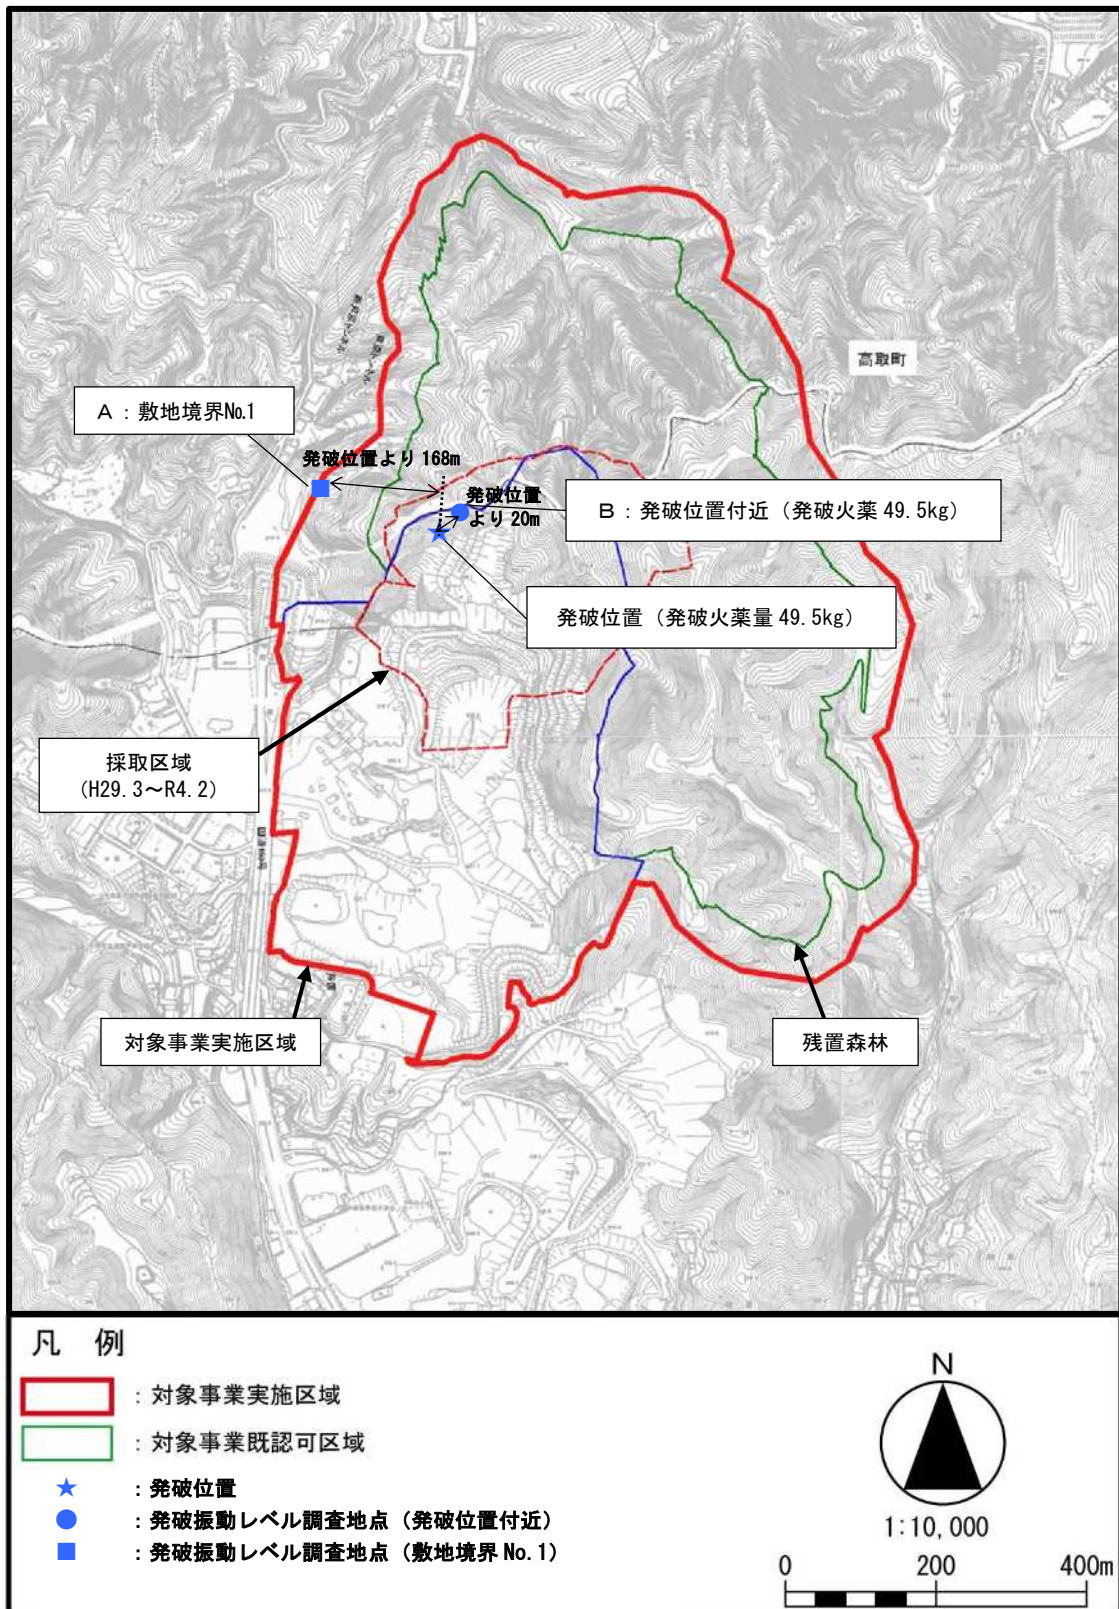 高取町
A：敷地境界No.1
発破位置より 168m
発破位置
より 20m
B：発破位置付近（発破火薬 49.5kg）
発破位置（発破火薬量 49.5kg）
採取区域
（H29.3～R4.2）
対象事業実施区域
残置森林
凡　例
：対象事業実施区域
：対象事業既認可区域
：発破位置
：発破振動レベル調査地点（発破位置付近）
：発破振動レベル調査地点（敷地境界 No.1）
N
1:10,000
0 200 400m